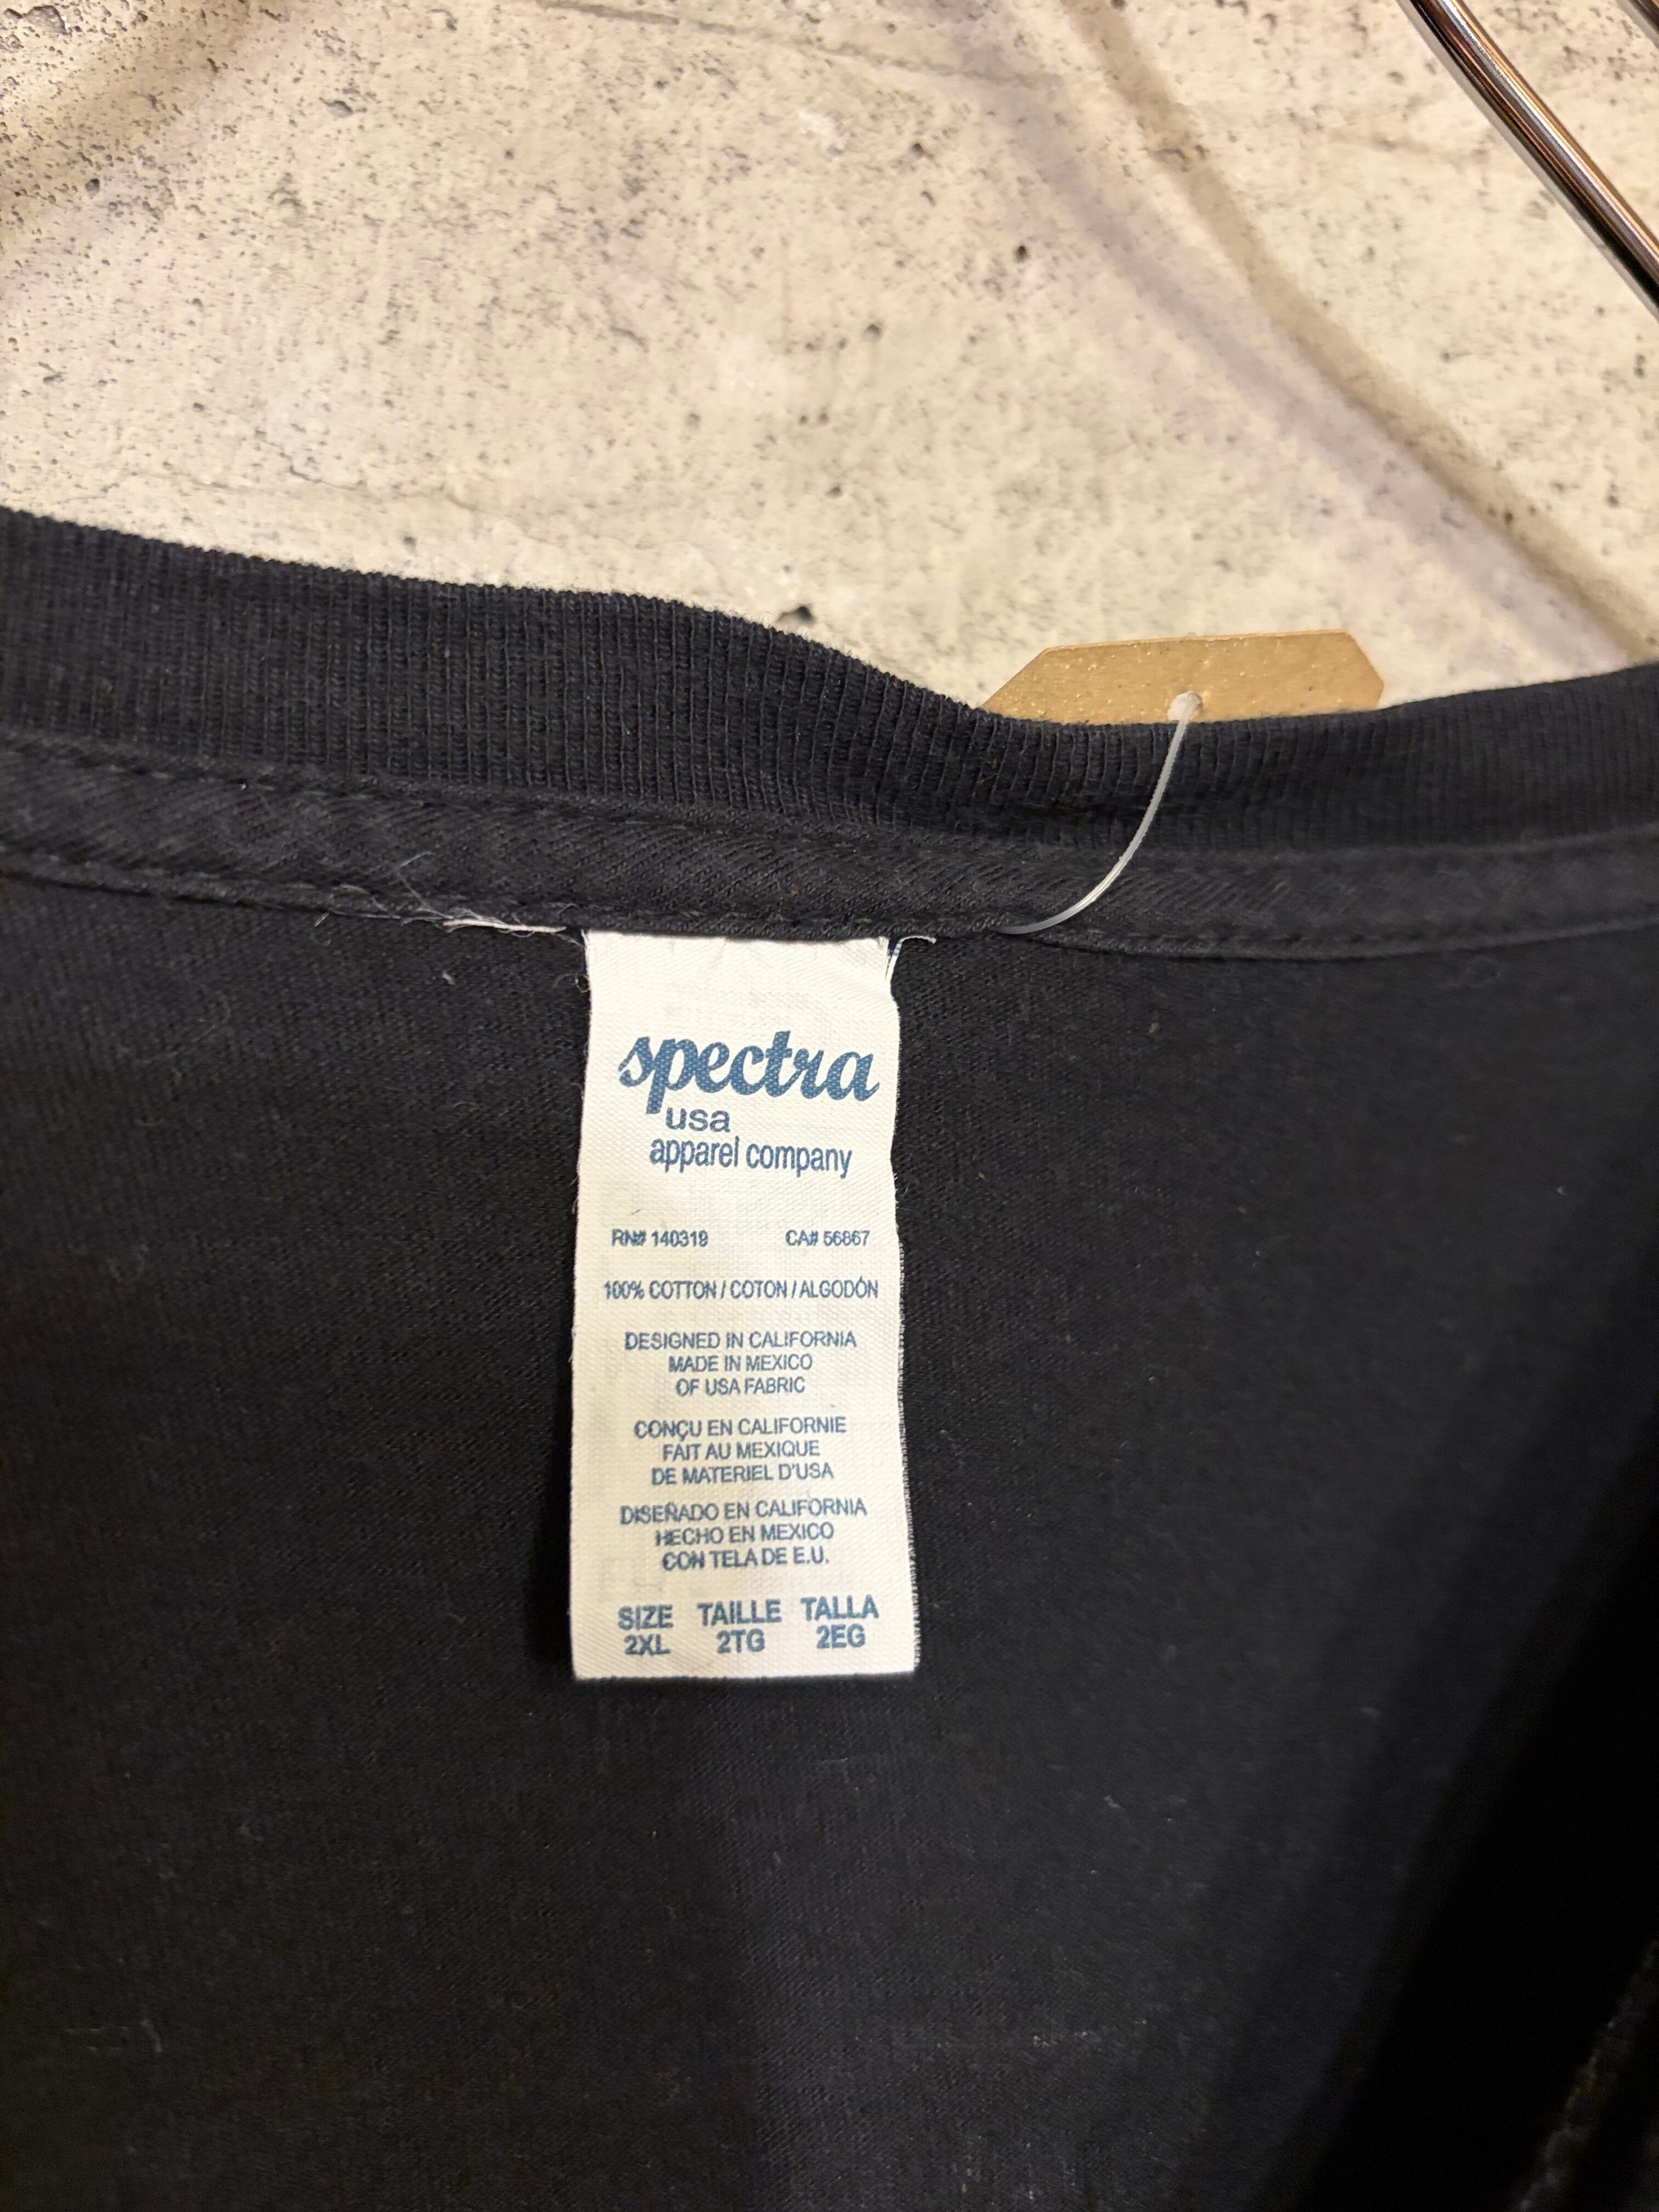 spectra
usa
apparel company
RN# 140319 CA# 56867
100% COTTON / COTON / ALGODÓN
DESIGNED IN CALIFORNIA
MADE IN MEXICO
OF USA FABRIC
CONÇU EN CALIFORNIE
FAIT AU MEXIQUE
DE MATERIEL D'USA
DISEÑADO EN CALIFORNIA
HECHO EN MEXICO
CON TELA DE E.U.
SIZE TAILLE TALLA
2XL 2TG 2EG